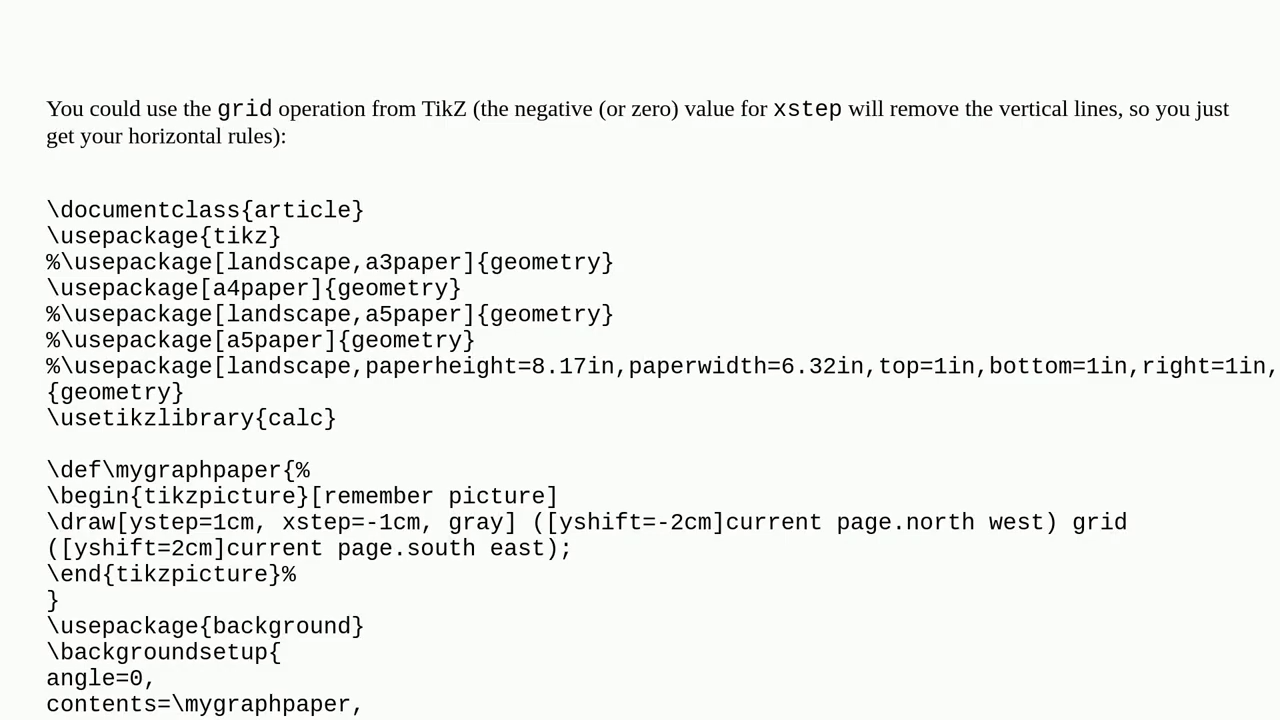 You could use the grid operation from TikZ (the negative (or zero) value for xstep will remove the vertical lines, so you just
get your horizontal rules):
\documentclass{article}
\usepackage{tikz}
%\usepackage[landscape,a3paper]{geometry}
\usepackage[a4paper]{geometry}
%\usepackage[landscape,a5paper]{geometry}
%\usepackage[a5paper]{geometry}
%\usepackage[landscape,paperheight=8.17in,paperwidth=6.32in,top=1in,bottom=1in,right=1in,
{geometry}
\usetikzlibrary{calc}
\def\mygraphpaper{%
\begin{tikzpicture}[remember picture]
\draw[ystep=1cm, xstep=-1cm, gray] ([yshift=-2cm]current page.north west) grid
([yshift=2cm]current page.south east);
\end{tikzpicture}%
}
\usepackage{background}
\backgroundsetup{
angle=0,
contents=\mygraphpaper,